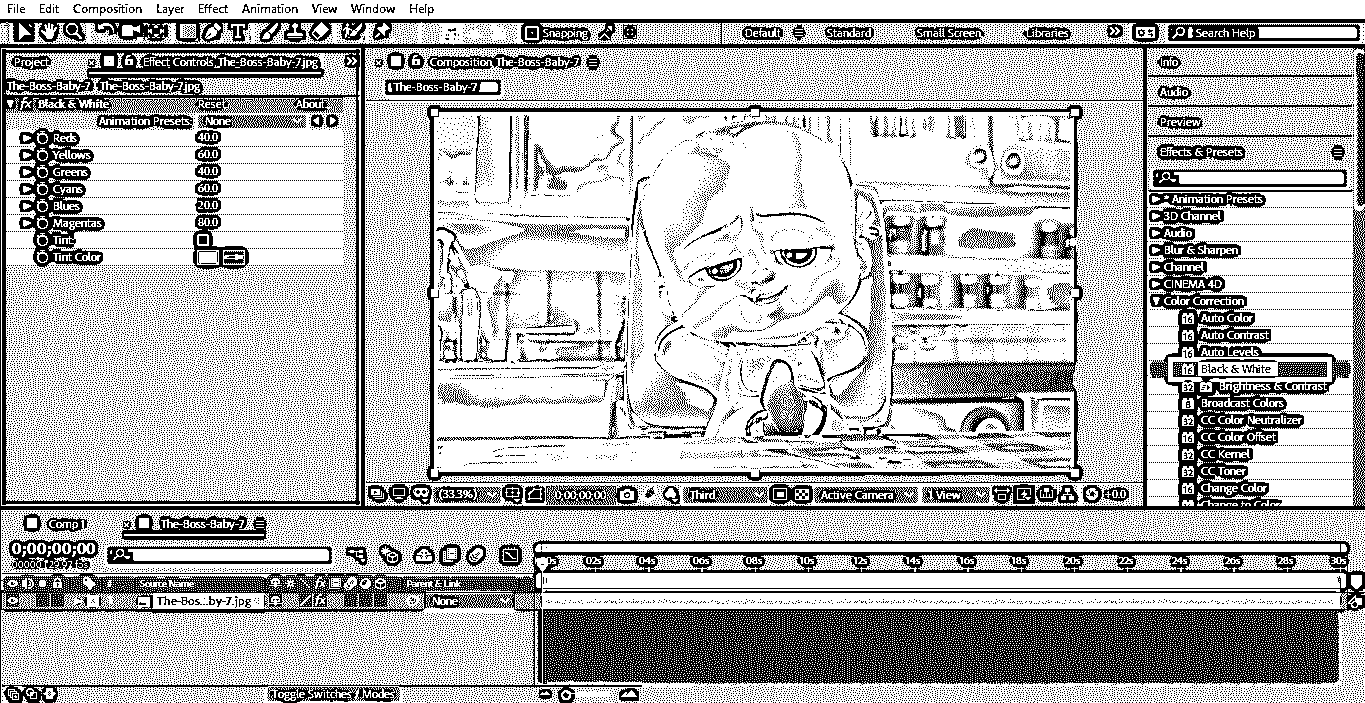 File Edit Composition Layer Effect Animation View Window Help
Snapping Default Standard Small Screen Libraries Search Help
Project Effect Controls The-Boss-Baby-7.jpg
The-Boss-Baby-7 The-Boss-Baby-7.jpg
fx Black & White Reset About
Animation Presets: None
Reds 40.0
Yellows 60.0
Greens 40.0
Cyans 60.0
Blues 20.0
Magentas 80.0
Tint
Tint Color
Composition The-Boss-Baby-7
The-Boss-Baby-7
(33.3%) 0;00;00;00 Third Active Camera 1 View +0.0
Info
Audio
Preview
Effects & Presets
* Animation Presets
3D Channel
Audio
Blur & Sharpen
Channel
CINEMA 4D
Color Correction
Auto Color
Auto Contrast
Auto Levels
Black & White
Brightness & Contrast
Broadcast Colors
CC Color Neutralizer
CC Color Offset
CC Kernel
CC Toner
Change Color
Change to Color
Comp 1 The-Boss-Baby-7
0;00;00;00
00000 (29.97 fps)
0s 02s 04s 06s 08s 10s 12s 14s 16s 18s 20s 22s 24s 26s 28s 30s
# Source Name fx Parent & Link
The-Bos...by-7.jpg fx None
Toggle Switches / Modes